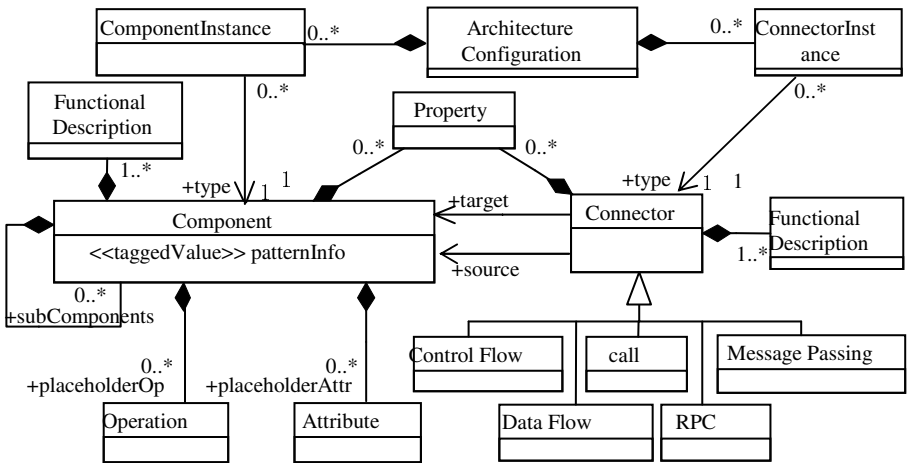 ComponentInstance
0..*
Architecture
Configuration
0..*
ConnectorInst
ance
0..*
0..*
Functional
Description
1..*
Property
0..*
0..*
+type
1
1
+type
1
1
Component
<<taggedValue>> patternInfo
+target
+source
Connector
Functional
Description
1..*
0..*
+subComponents
0..*
+placeholderOp
0..*
+placeholderAttr
Control Flow
call
Message Passing
Operation
Attribute
Data Flow
RPC